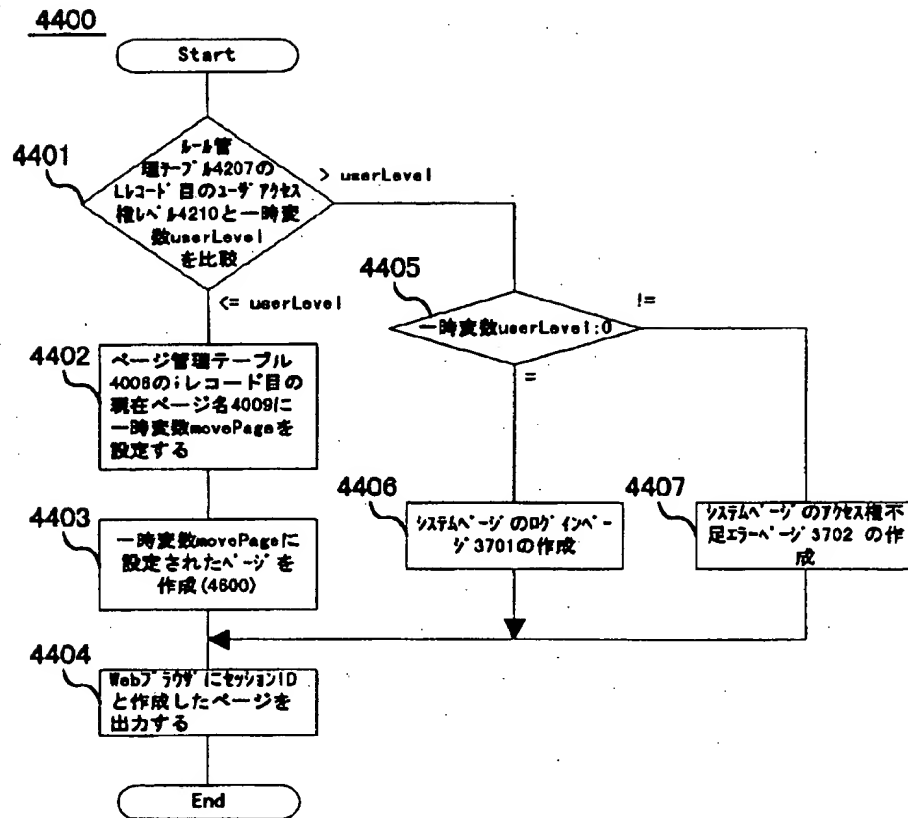 4400
Start
4401
ルール管
理テーブル4207の
Lレコード目のユーザアクセス
権レベル4210と一時変
数userLevel
を比較
> userLevel
<= userLevel
4405
一時変数userLevel:0
!=
=
4402
ページ管理テーブル
4008のiレコード目の
現在ページ名4009に
一時変数movePageを
設定する
4403
一時変数movePageに
設定されたページを
作成(4600)
4406
システムページのログインペー
ジ3701の作成
4407
システムページのアクセス権不
足エラーページ3702 の作
成
4404
WebブラウザにセッションID
と作成したページを
出力する
End